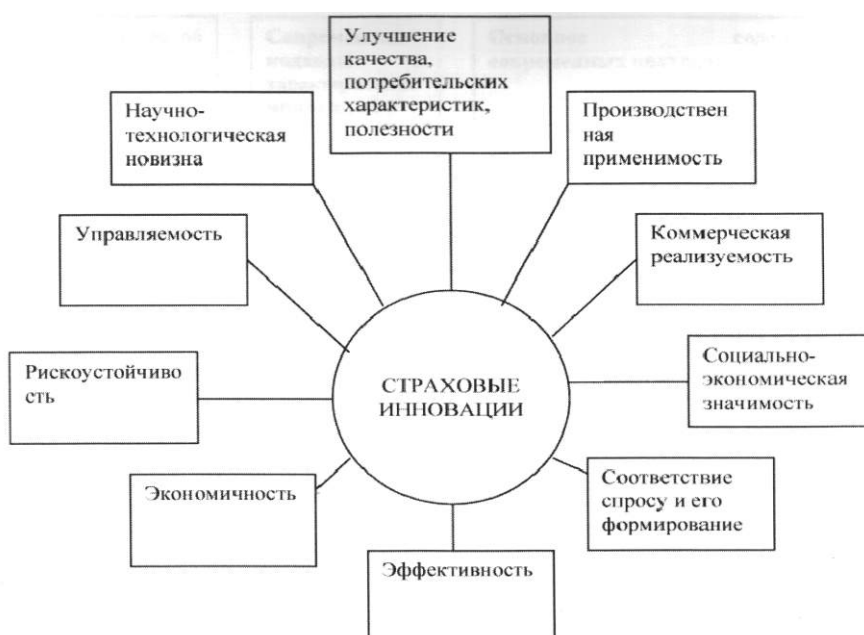 Улучшение
качества,
потребительских
характеристик,
полезности
Научно-
технологическая
новизна
Производствен
ная
применимость
Управляемость
Коммерческая
реализуемость
Рискоустойчиво
сть
СТРАХОВЫЕ
ИННОВАЦИИ
Социально-
экономическая
значимость
Экономичность
Соответствие
спросу и его
формирование
Эффективность